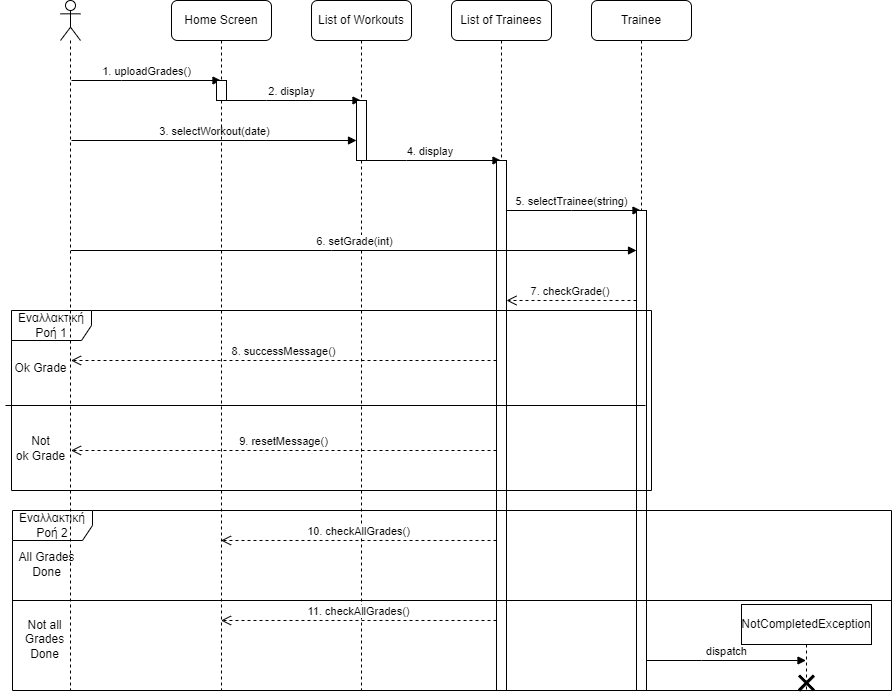 Home Screen
List of Workouts
List of Trainees
Trainee
1. uploadGrades()
2. display
3. selectWorkout(date)
4. display
5. selectTrainee(string)
6. setGrade(int)
7. checkGrade()
Εναλλακτική
Ροή 1
8. successMessage()
Ok Grade
9. resetMessage()
Not
ok Grade
Εναλλακτική
Ροή 2
10. checkAllGrades()
All Grades
Done
11. checkAllGrades()
Not all
Grades
Done
NotCompletedException
dispatch